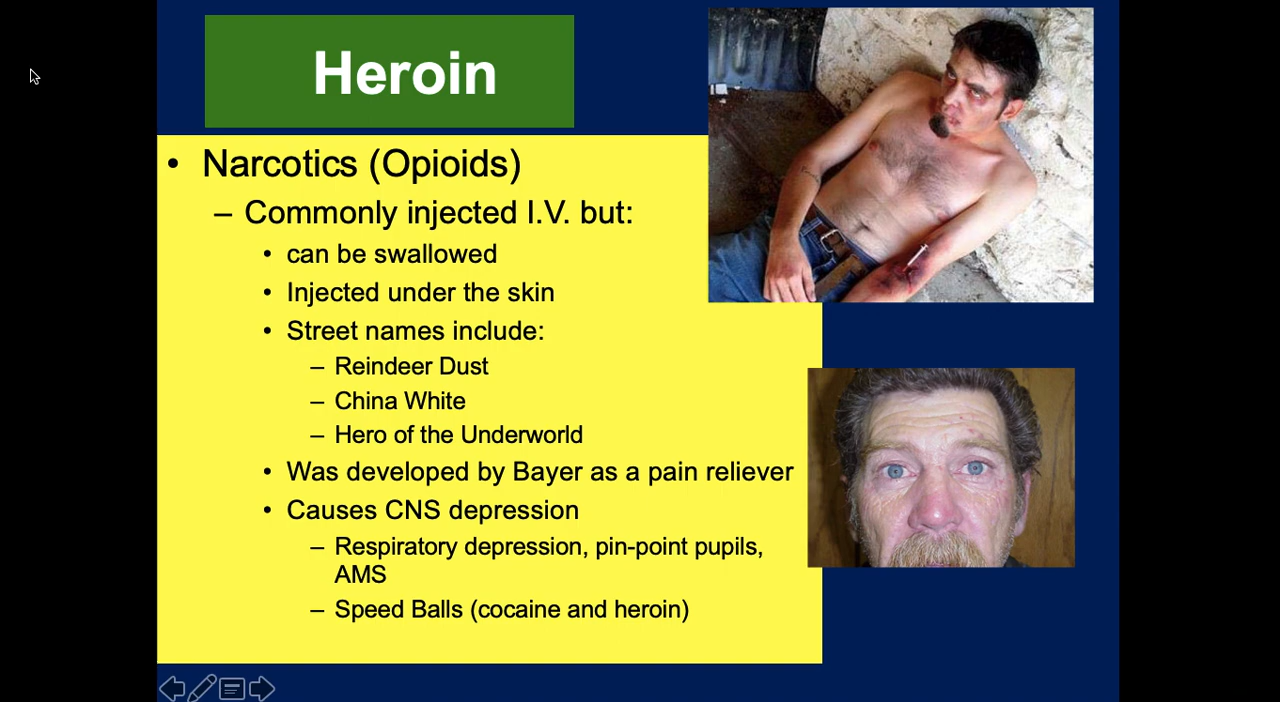 Heroin
• Narcotics (Opioids)
– Commonly injected I.V. but:
• can be swallowed
• Injected under the skin
• Street names include:
– Reindeer Dust
– China White
– Hero of the Underworld
• Was developed by Bayer as a pain reliever
• Causes CNS depression
– Respiratory depression, pin-point pupils,
AMS
– Speed Balls (cocaine and heroin)